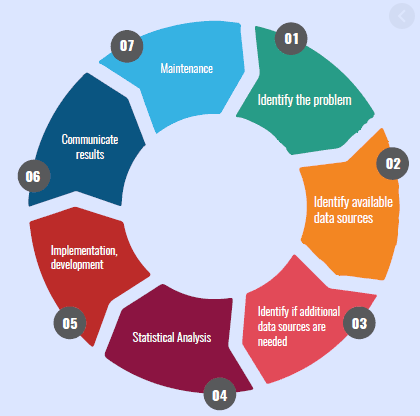 01
Identify the problem
02
Identify available
data sources
03
Identify if additional
data sources are
needed
04
Statistical Analysis
05
Implementation,
development
06
Communicate
results
07
Maintenance